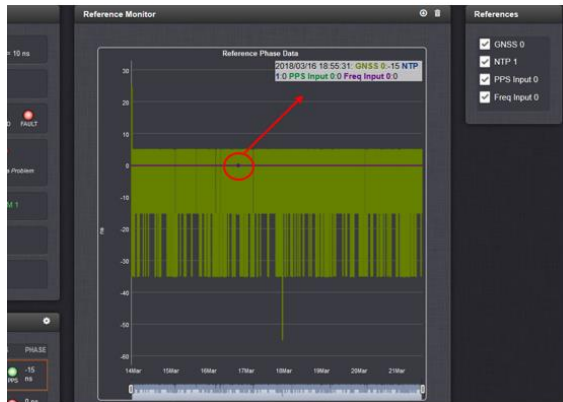 Reference Monitor
References
= 10 ns
FAULT
Problem
M 1
PHASE
-15
PPS
ns
Reference Phase Data
2018/03/16 18:55:31: GNSS 0:-15 NTP
1:0 PPS Input 0:0 Freq Input 0:0
30
20
10
0
-10
-20
-30
-40
-50
-60
ns
14Mar 15Mar 16Mar 17Mar 18Mar 19Mar 20Mar 21Mar
GNSS 0
NTP 1
PPS Input 0
Freq Input 0